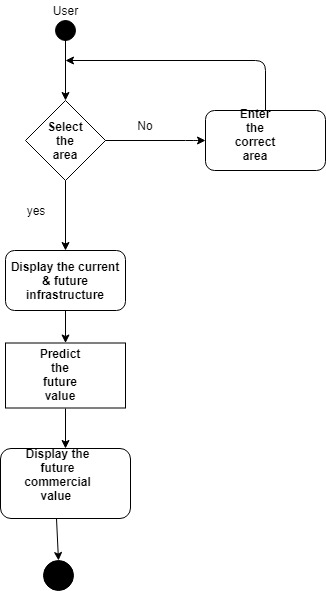 User
Select
the
area
No
Enter
the
correct
area
yes
Display the current
& future
infrastructure
Predict
the
future
value
Display the
future
commercial
value